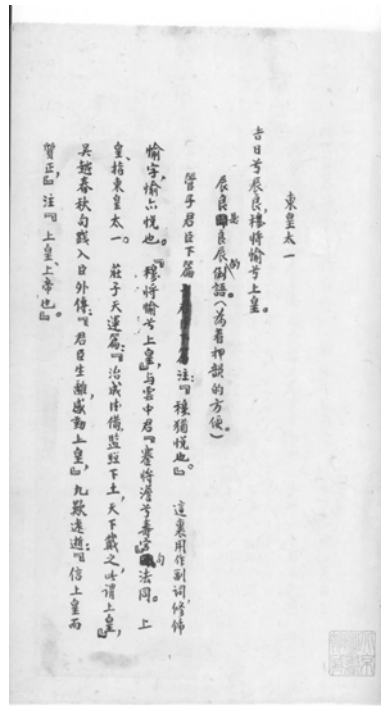 東皇太一
吉日兮辰良,穆將愉兮上皇。
辰良是良辰的倒語(為着押韻的方便。)
管子君臣下篇注:『穆猶悅也。』 這裏用作副詞,修飾
愉字,愉亦悅也。『穆將愉兮上皇』,與雲中君『蹇將澹兮壽宮』句法同。 上
皇、指東皇太一。 莊子天運篇:『治成德備,監照下土,天下戴之,此謂上皇』,
吳越春秋句踐入臣外傳:『君臣生離,感動上皇』,九歎遠逝:『信上皇而
質正』,注『上皇、上帝也。』